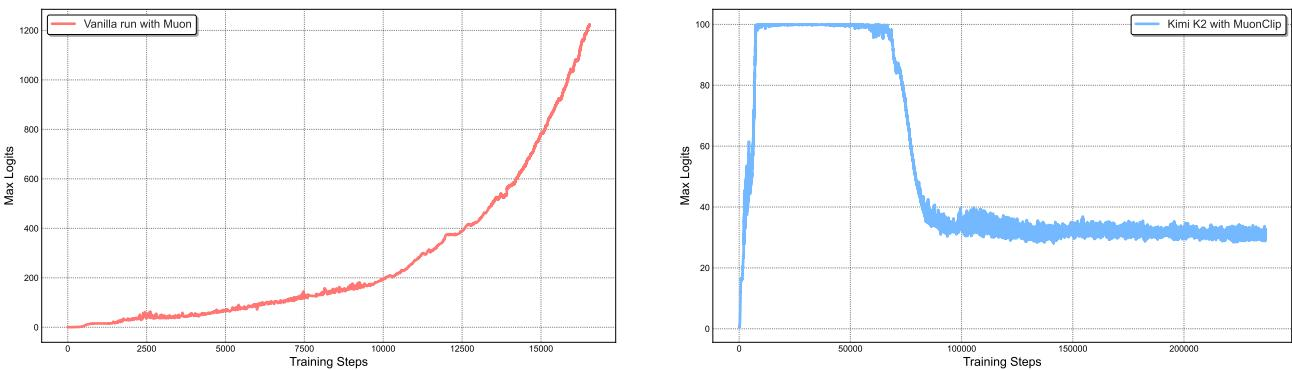 Vanilla run with Muon
1200
1000
800
600
400
200
0
Max Logits
0 2500 5000 7500 10000 12500 15000
Training Steps
Kimi K2 with MuonClip
100
80
60
40
20
0
Max Logits
0 50000 100000 150000 200000
Training Steps